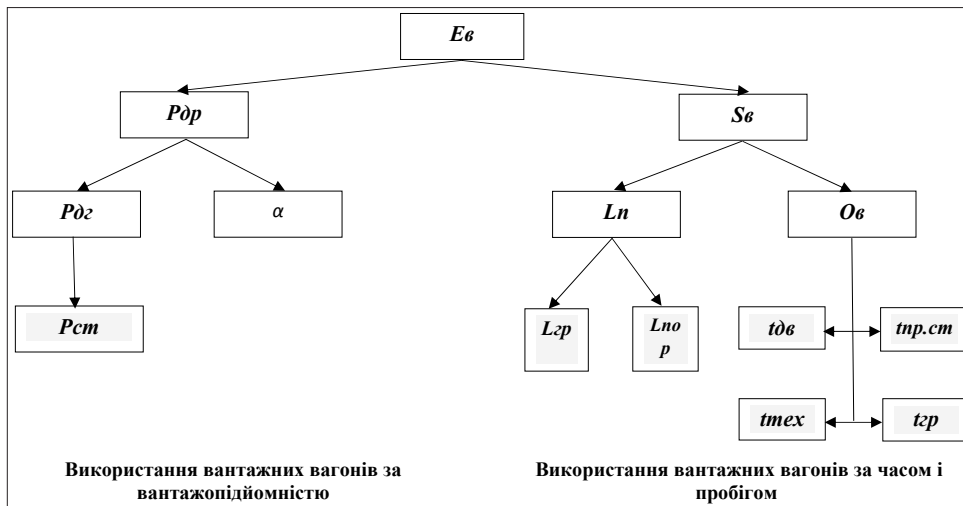 Ев
Рдр
Sв
Рдг
α
Lп
Ов
Рст
Lгр
Lпо
р
tдв
tпр.ст
tтех
tгр
Використання вантажних вагонів за
вантажопідйомністю
Використання вантажних вагонів за часом і
пробігом